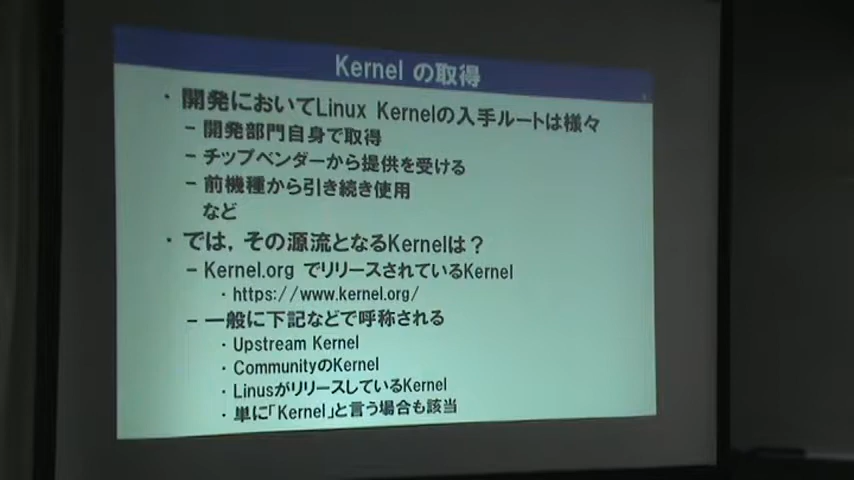 Kernel の取得
・開発においてLinux Kernelの入手ルートは様々
– 開発部門自身で取得
– チップベンダーから提供を受ける
– 前機種から引き続き使用
など
・では，その源流となるKernelは？
– Kernel.org でリリースされているKernel
・https://www.kernel.org/
– 一般に下記などで呼称される
・Upstream Kernel
・CommunityのKernel
・LinusがリリースしているKernel
・単に「Kernel」と言う場合も該当